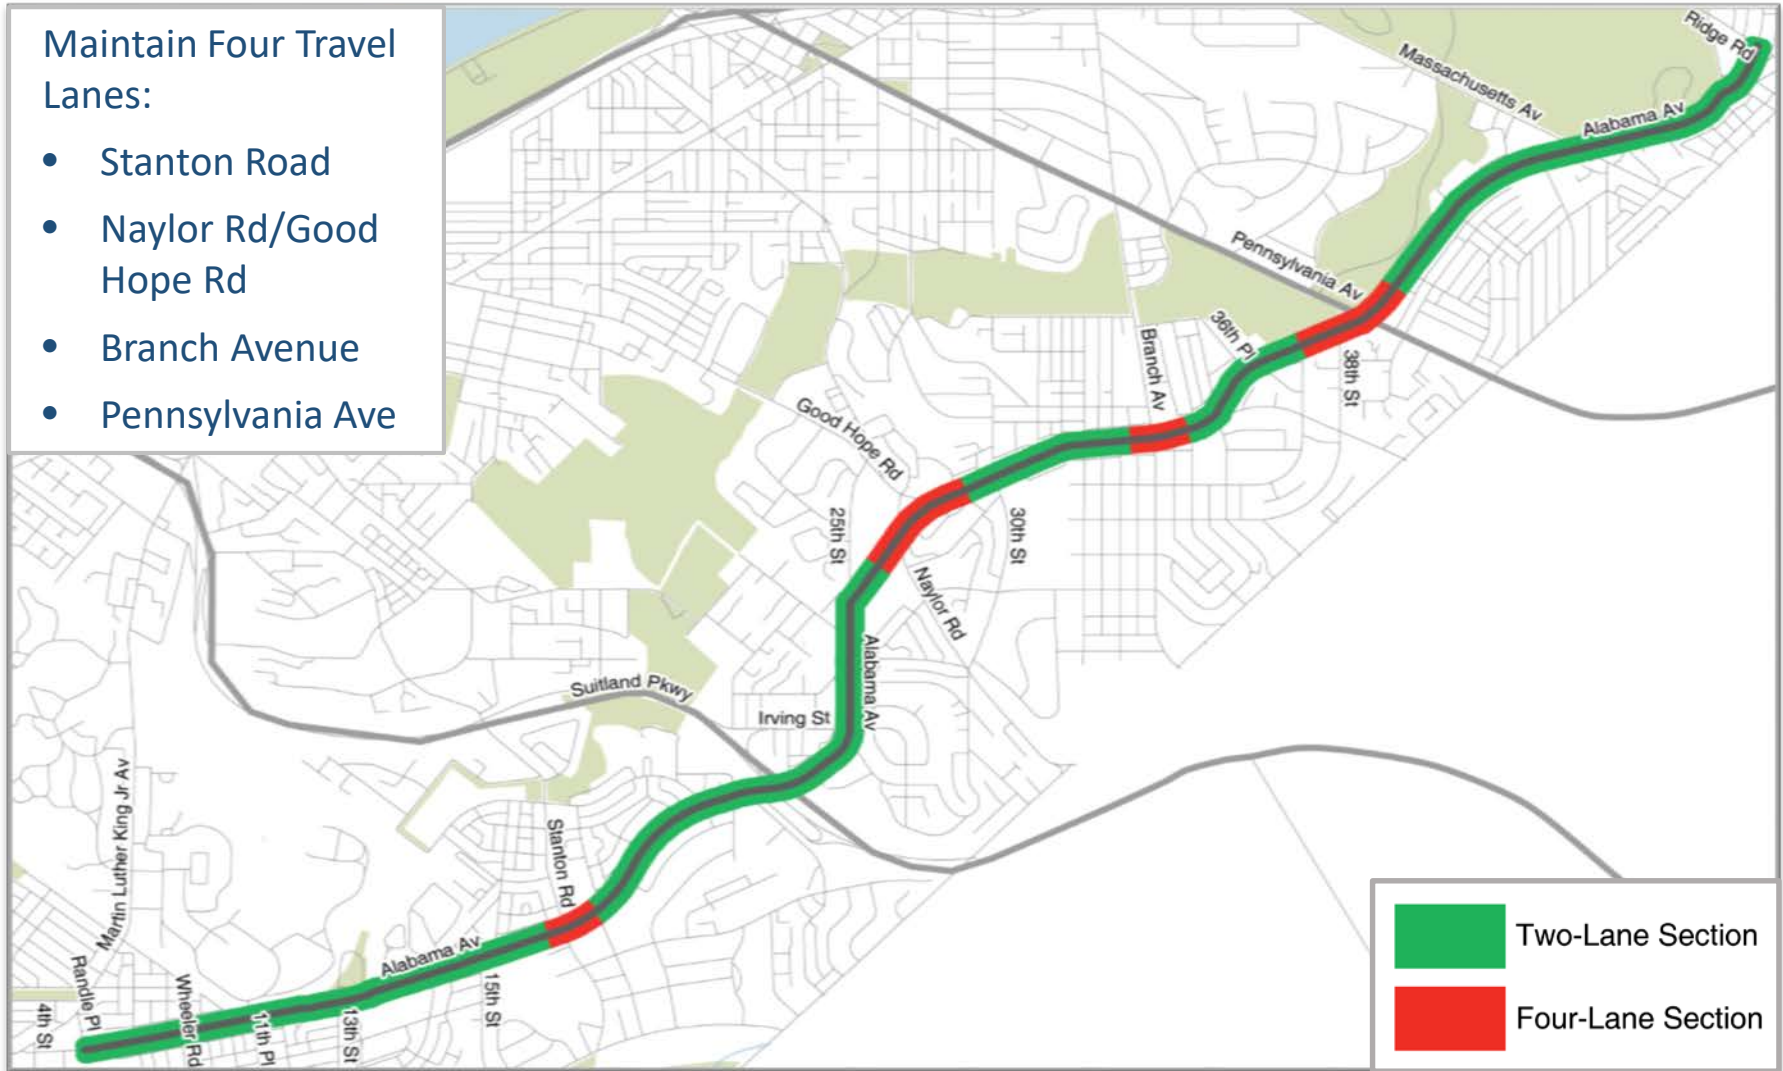 Maintain Four Travel
Lanes:
• Stanton Road
• Naylor Rd/Good
Hope Rd
• Branch Avenue
• Pennsylvania Ave
Ridge Rd
Massachusetts Av
Alabama Av
Pennsylvania Av
36th Pl
38th St
Branch Av
Good Hope Rd
25th St
30th St
Naylor Rd
Alabama Av
Suitland Pkwy
Irving St
Martin Luther King Jr Av
Stanton Rd
Alabama Av
Randle Pl
4th St
Wheeler Rd
11th Pl
13th St
15th St
Two-Lane Section
Four-Lane Section